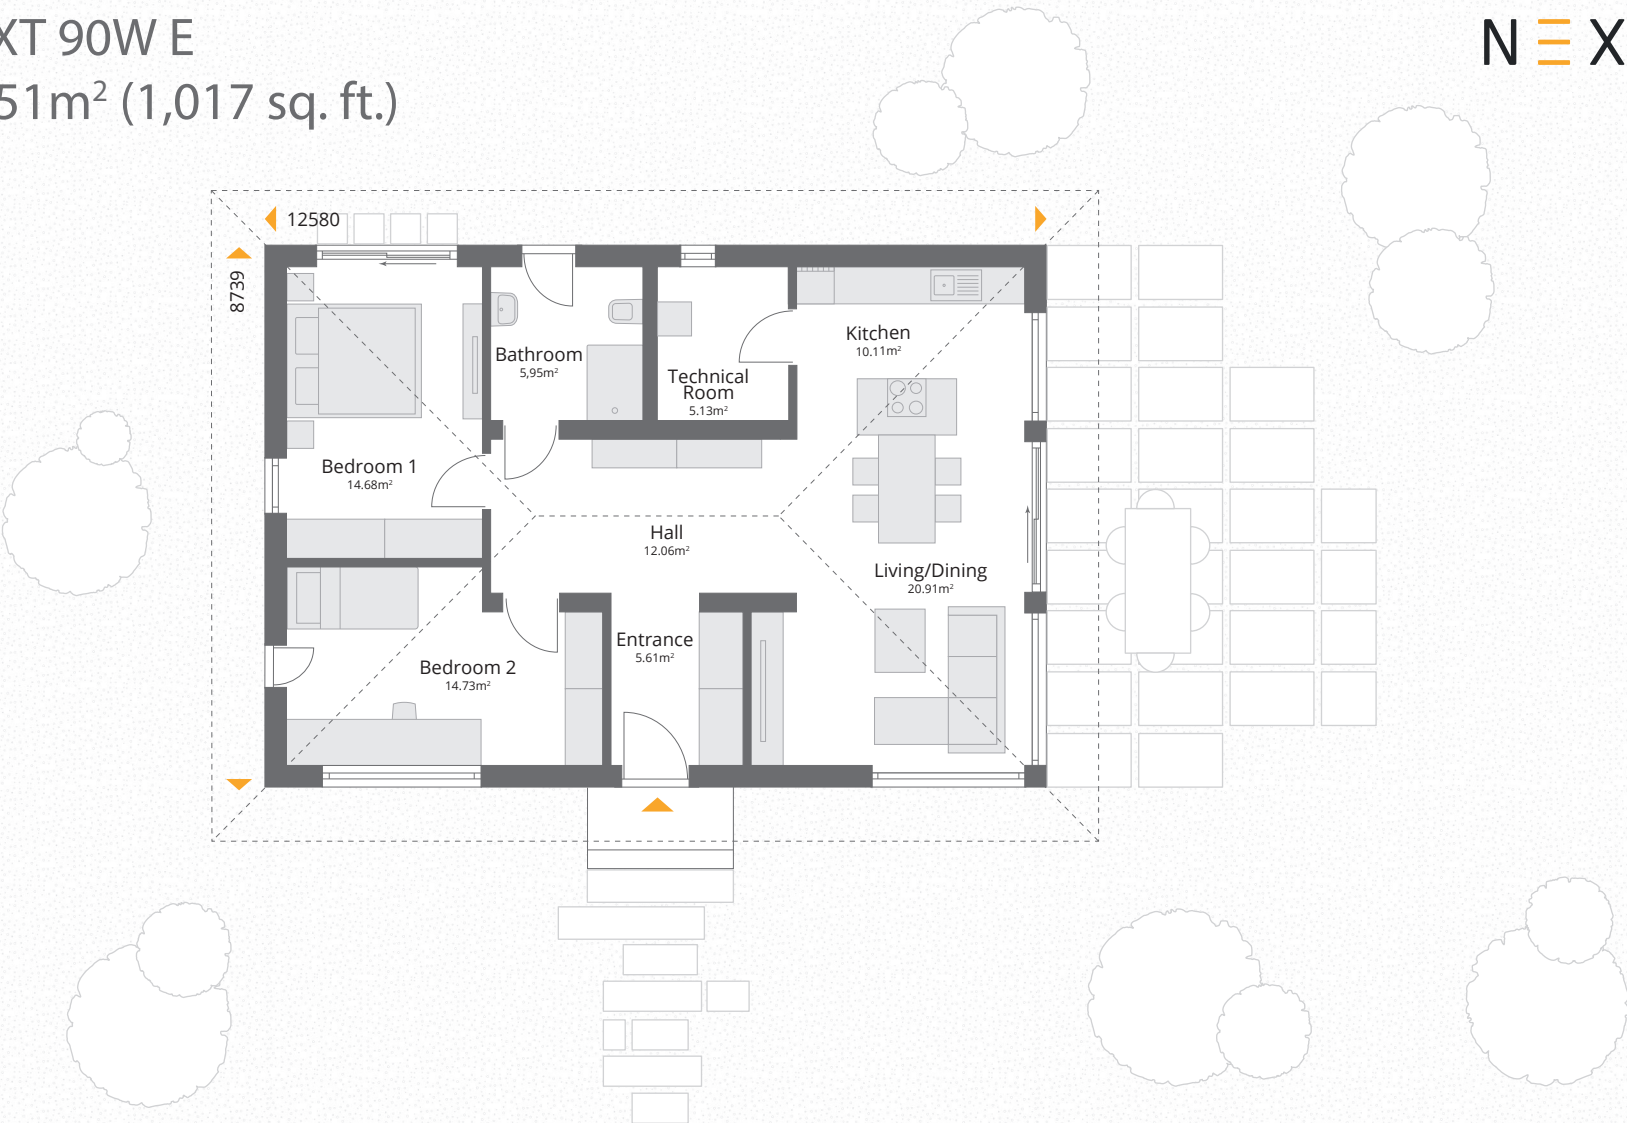 XT 90W E
51m² (1,017 sq. ft.)
N Ξ X
12580
8739
Kitchen
10.11m²
Bathroom
5,95m²
Technical
Room
5.13m²
Bedroom 1
14.68m²
Hall
12.06m²
Living/Dining
20.91m²
Entrance
5.61m²
Bedroom 2
14.73m²